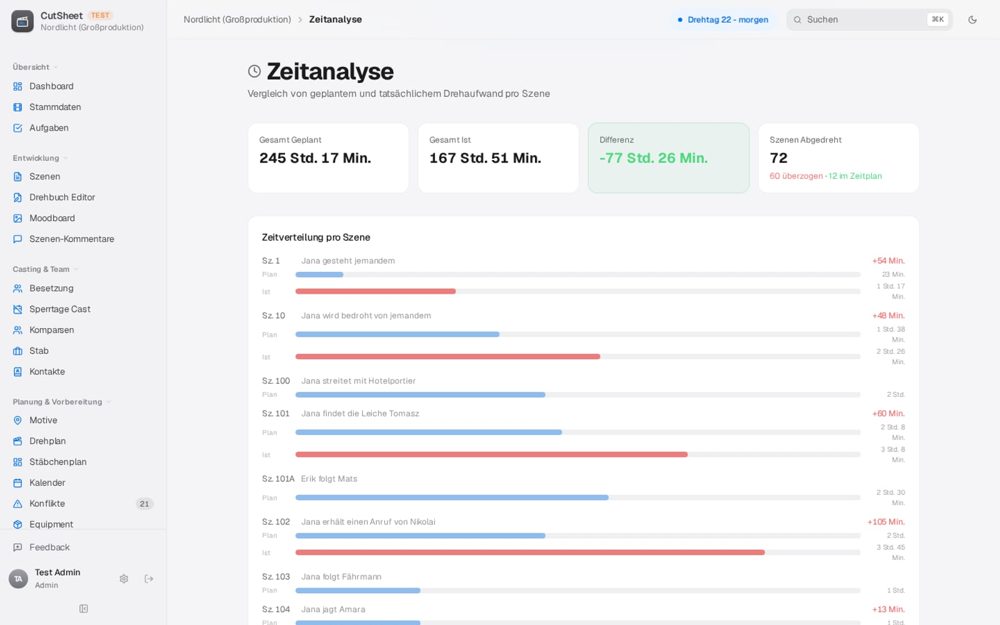 CutSheet TEST
Nordlicht (Großproduktion)
Übersicht
Dashboard
Stammdaten
Aufgaben
Entwicklung
Szenen
Drehbuch Editor
Moodboard
Szenen-Kommentare
Casting & Team
Besetzung
Sperrtage Cast
Komparsen
Stab
Kontakte
Planung & Vorbereitung
Motive
Drehplan
Stäbchenplan
Kalender
Konflikte 21
Equipment
Feedback
TA
Test Admin
Admin
Nordlicht (Großproduktion) > Zeitanalyse
Drehtag 22 - morgen
Suchen ⌘K
Zeitanalyse
Vergleich von geplantem und tatsächlichem Drehaufwand pro Szene
Gesamt Geplant
245 Std. 17 Min.
Gesamt Ist
167 Std. 51 Min.
Differenz
-77 Std. 26 Min.
Szenen Abgedreht
72
60 überzogen · 12 im Zeitplan
Zeitverteilung pro Szene
Sz. 1 Jana gesteht jemandem +54 Min.
Plan 23 Min.
Ist 1 Std. 17
Min.
Sz. 10 Jana wird bedroht von jemandem +48 Min.
Plan 1 Std. 38
Min.
Ist 2 Std. 26
Min.
Sz. 100 Jana streitet mit Hotelportier
Plan 2 Std.
Sz. 101 Jana findet die Leiche Tomasz +60 Min.
Plan 2 Std. 8
Min.
Ist 3 Std. 8
Min.
Sz. 101A Erik folgt Mats
Plan 2 Std. 30
Min.
Sz. 102 Jana erhält einen Anruf von Nikolai +105 Min.
Plan 2 Std.
Ist 3 Std. 45
Min.
Sz. 103 Jana folgt Fährmann
Plan 1 Std.
Sz. 104 Jana jagt Amara +13 Min.
Plan 1 Std.